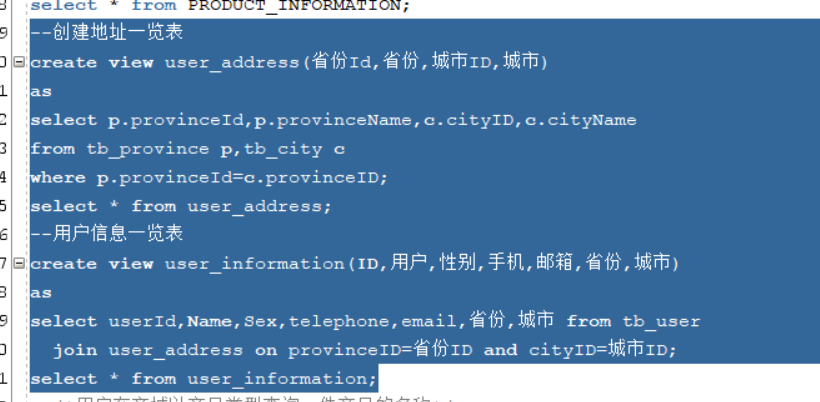 select * from PRODUCT_INFORMATION;
--创建地址一览表
create view user_address(省份Id,省份,城市ID,城市)
as
select p.provinceId,p.provinceName,c.cityID,c.cityName
from tb_province p,tb_city c
where p.provinceId=c.provinceID;
select * from user_address;
--用户信息一览表
create view user_information(ID,用户,性别,手机,邮箱,省份,城市)
as
select userId,Name,Sex,telephone,email,省份,城市 from tb_user
join user_address on provinceID=省份ID and cityID=城市ID;
select * from user_information;